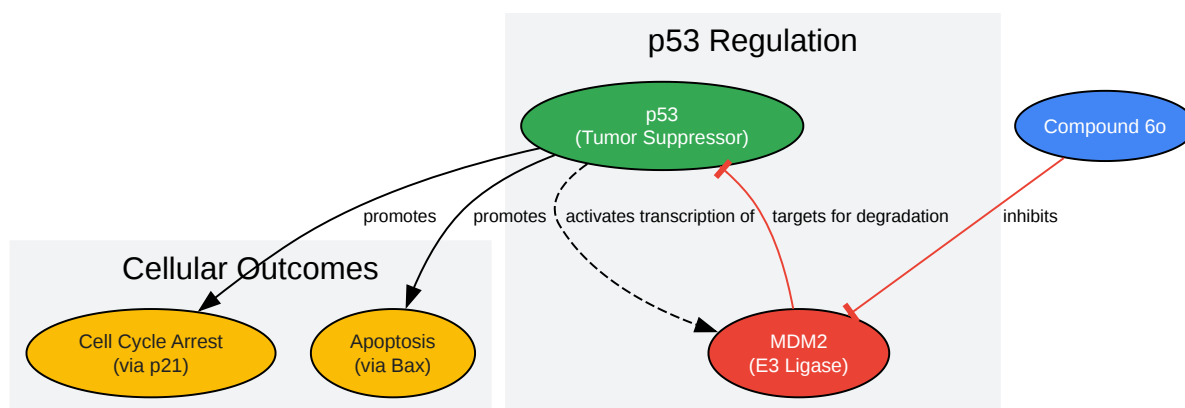 p53 Regulation
p53
(Tumor Suppressor)
Compound 6o
promotes
promotes
activates transcription of
targets for degradation
inhibits
Cellular Outcomes
Cell Cycle Arrest
(via p21)
Apoptosis
(via Bax)
MDM2
(E3 Ligase)